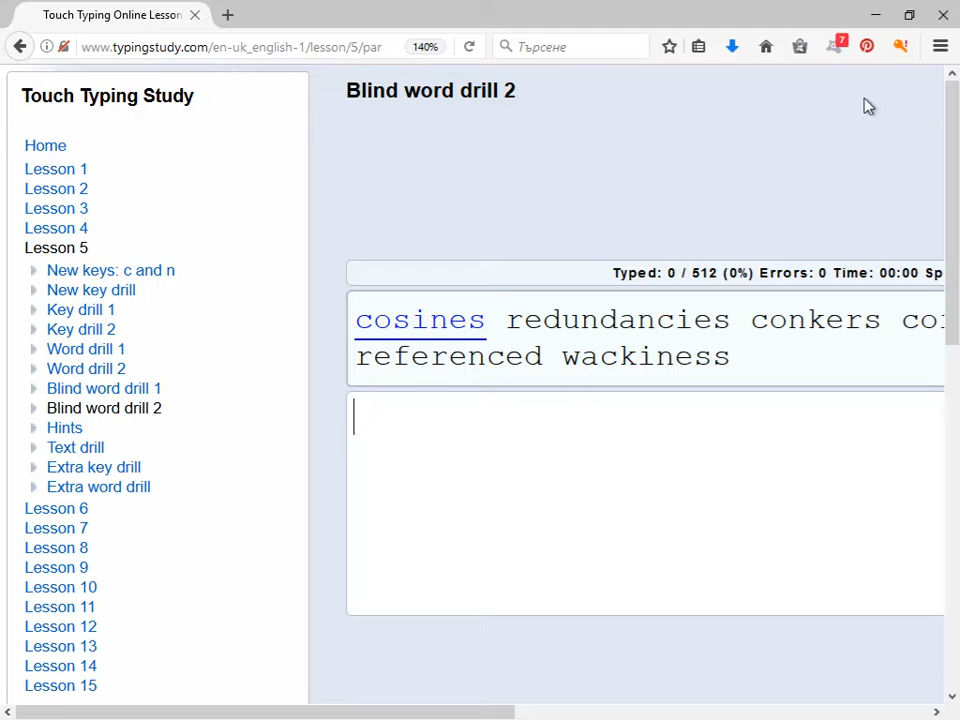 Touch Typing Online Lesson
www.typingstudy.com/en-uk_english-1/lesson/5/par
140%
Търсене
7
Touch Typing Study
Blind word drill 2
Home
Lesson 1
Lesson 2
Lesson 3
Lesson 4
Lesson 5
New keys: c and n
New key drill
Key drill 1
Key drill 2
Word drill 1
Word drill 2
Blind word drill 1
Blind word drill 2
Hints
Text drill
Extra key drill
Extra word drill
Lesson 6
Lesson 7
Lesson 8
Lesson 9
Lesson 10
Lesson 11
Lesson 12
Lesson 13
Lesson 14
Lesson 15
Typed: 0 / 512 (0%) Errors: 0 Time: 00:00 Sp
cosines redundancies conkers
referenced wackiness